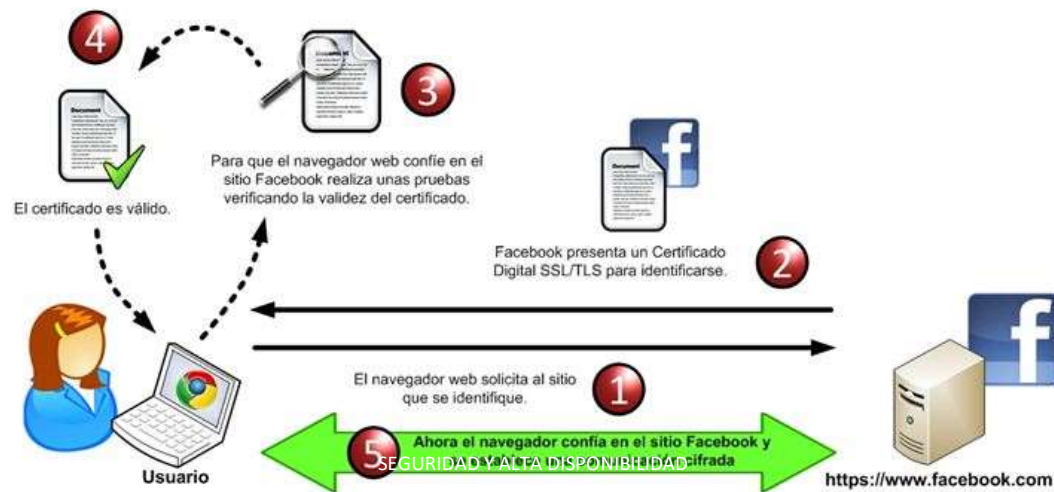 4
3
Para que el navegador web confíe en el
sitio Facebook realiza unas pruebas
verificando la validez del certificado.
El certificado es válido.
Facebook presenta un Certificado
Digital SSL/TLS para identificarse.
2
El navegador web solicita al sitio
que se identifique.
1
5
Ahora el navegador confía en el sitio Facebook y
cifrada
SEGURIDAD Y ALTA DISPONIBILIDAD
Usuario
https://www.facebook.com